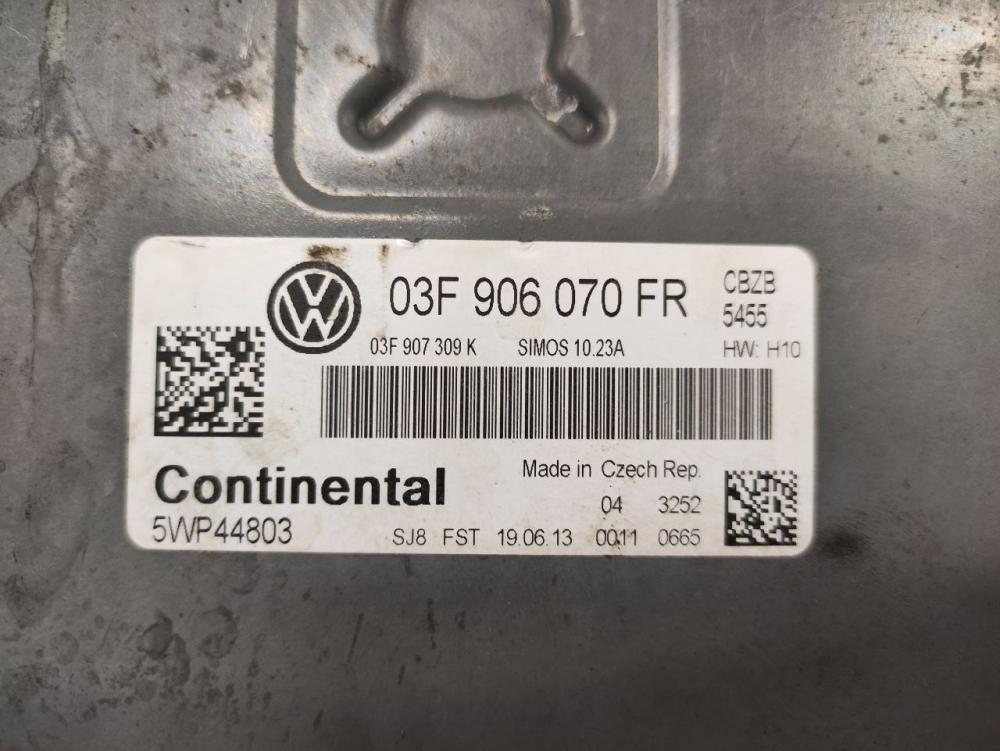 03F 906 070 FR
CBZB
5455
03F 907 309 K SIMOS 10.23A
HW: H10
Continental
5WP44803
Made in Czech Rep.
04 3252
SJ8 FST 19.06.13 0011 0665